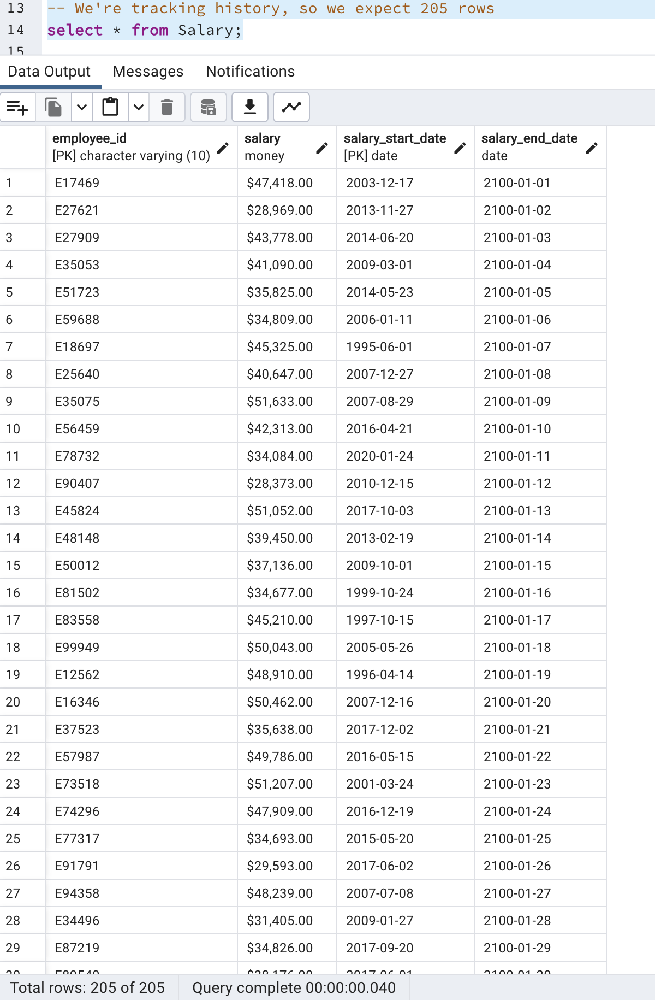 13 -- We're tracking history, so we expect 205 rows
14 select * from Salary;
15
Data Output Messages Notifications
employee_id salary salary_start_date salary_end_date
[PK] character varying (10) money [PK] date date
1 E17469 $47,418.00 2003-12-17 2100-01-01
2 E27621 $28,969.00 2013-11-27 2100-01-02
3 E27909 $43,778.00 2014-06-20 2100-01-03
4 E35053 $41,090.00 2009-03-01 2100-01-04
5 E51723 $35,825.00 2014-05-23 2100-01-05
6 E59688 $34,809.00 2006-01-11 2100-01-06
7 E18697 $45,325.00 1995-06-01 2100-01-07
8 E25640 $40,647.00 2007-12-27 2100-01-08
9 E35075 $51,633.00 2007-08-29 2100-01-09
10 E56459 $42,313.00 2016-04-21 2100-01-10
11 E78732 $34,084.00 2020-01-24 2100-01-11
12 E90407 $28,373.00 2010-12-15 2100-01-12
13 E45824 $51,052.00 2017-10-03 2100-01-13
14 E48148 $39,450.00 2013-02-19 2100-01-14
15 E50012 $37,136.00 2009-10-01 2100-01-15
16 E81502 $34,677.00 1999-10-24 2100-01-16
17 E83558 $45,210.00 1997-10-15 2100-01-17
18 E99949 $50,043.00 2005-05-26 2100-01-18
19 E12562 $48,910.00 1996-04-14 2100-01-19
20 E16346 $50,462.00 2007-12-16 2100-01-20
21 E37523 $35,638.00 2017-12-02 2100-01-21
22 E57987 $49,786.00 2016-05-15 2100-01-22
23 E73518 $51,207.00 2001-03-24 2100-01-23
24 E74296 $47,909.00 2016-12-19 2100-01-24
25 E77317 $34,693.00 2015-05-20 2100-01-25
26 E91791 $29,593.00 2017-06-02 2100-01-26
27 E94358 $48,239.00 2007-07-08 2100-01-27
28 E34496 $31,405.00 2009-01-27 2100-01-28
29 E87219 $34,826.00 2017-09-20 2100-01-29
Total rows: 205 of 205 Query complete 00:00:00.040